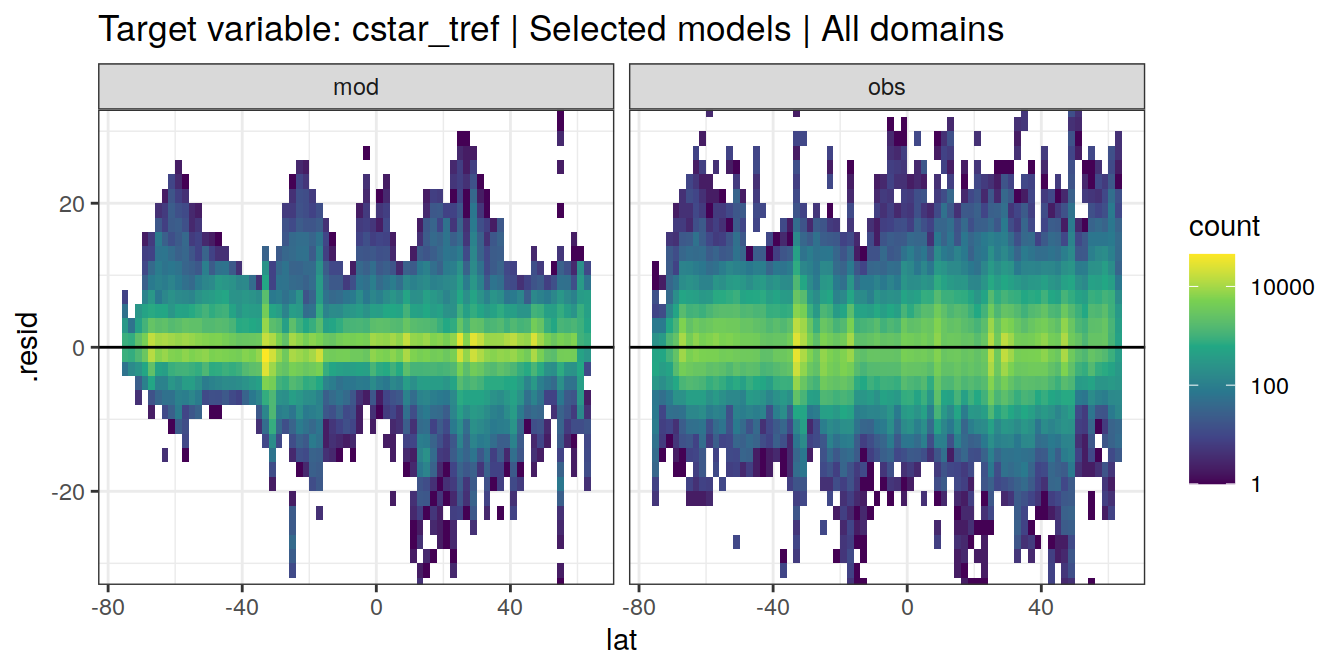 Target variable: cstar_tref | Selected models | All domains
mod
obs
.resid
20
0
-20
-80
-40
0
40
-80
-40
0
40
lat
count
10000
100
1